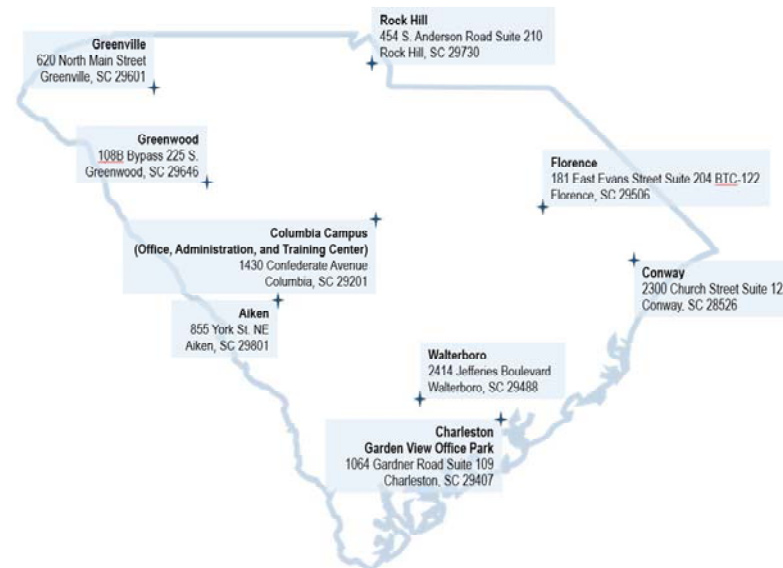 Rock Hill
454 S. Anderson Road Suite 210
Rock Hill, SC 29730
Greenville
620 North Main Street
Greenville, SC 29601
Greenwood
108B Bypass 225 S.
Greenwood, SC 29646
Florence
181 East Evans Street Suite 204 BTC-122
Florence, SC 29506
Columbia Campus
(Office, Administration, and Training Center)
1430 Confederate Avenue
Columbia, SC 29201
Conway
2300 Church Street Suite 12
Conway, SC 28526
Aiken
855 York St. NE
Aiken, SC 29801
Walterboro
2414 Jefferies Boulevard
Walterboro, SC 29488
Charleston
Garden View Office Park
1064 Gardner Road Suite 109
Charleston, SC 29407